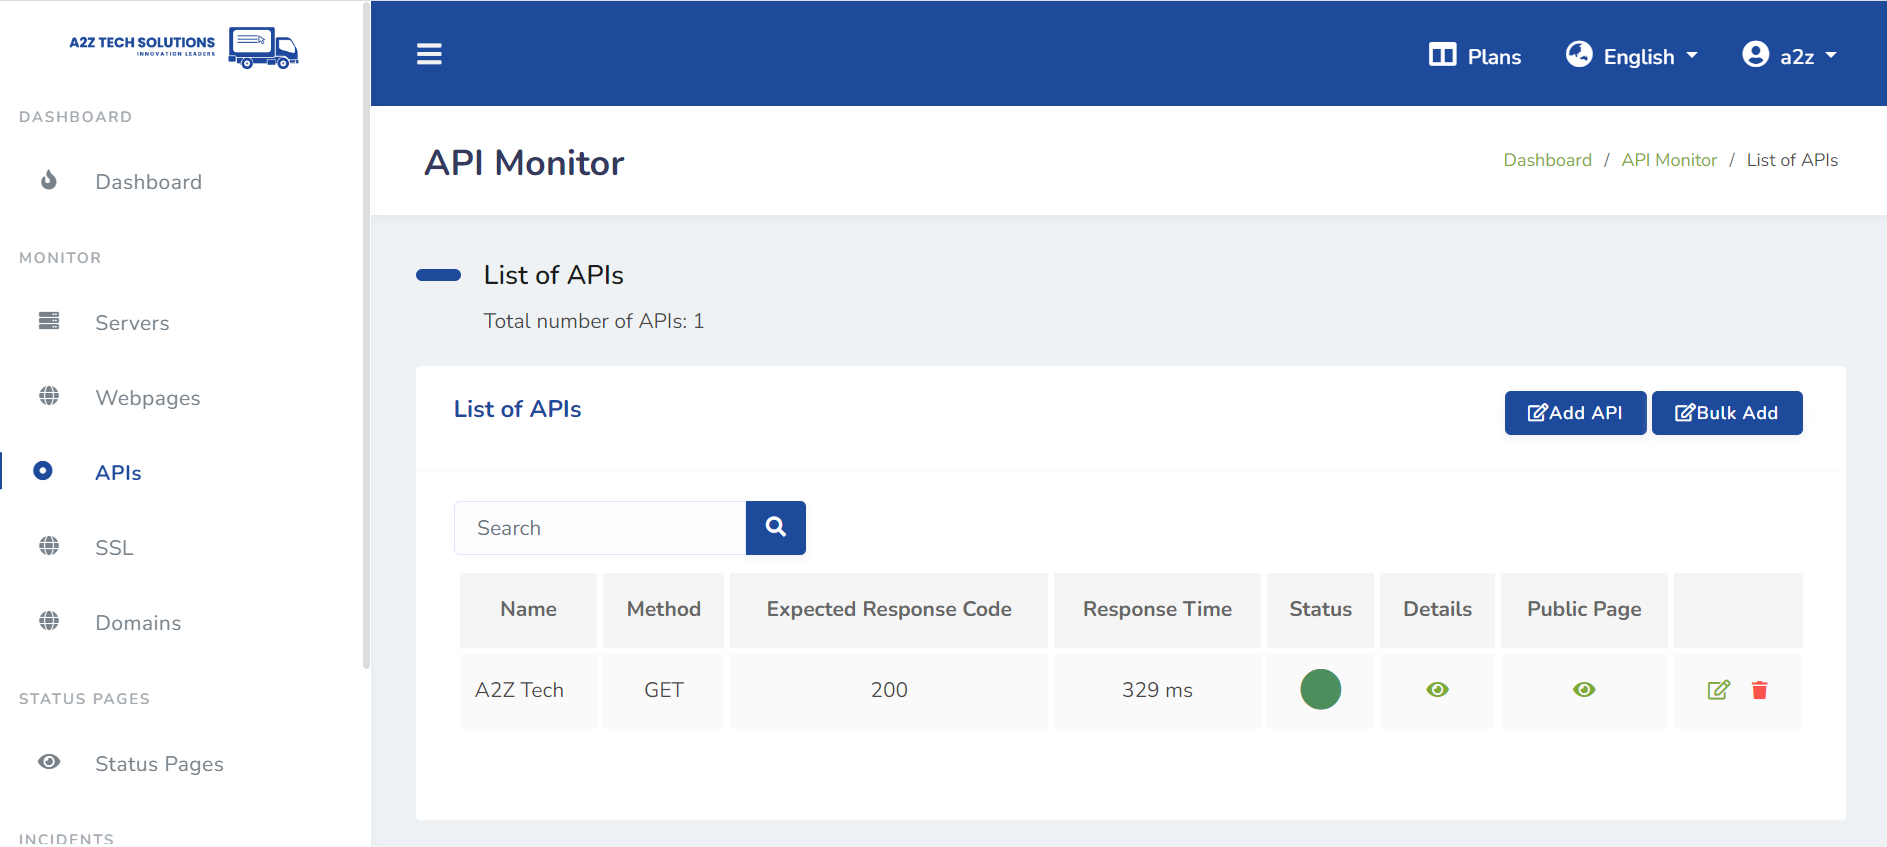 A2Z TECH SOLUTIONS
INNOVATION LEADERS
DASHBOARD
Dashboard
MONITOR
Servers
Webpages
APIs
SSL
Domains
STATUS PAGES
Status Pages
INCIDENTS
Plans
English
a2z
API Monitor
Dashboard / API Monitor / List of APIs
List of APIs
Total number of APIs: 1
List of APIs
Add API
Bulk Add
Search
Name Method Expected Response Code Response Time Status Details Public Page
A2Z Tech GET 200 329 ms